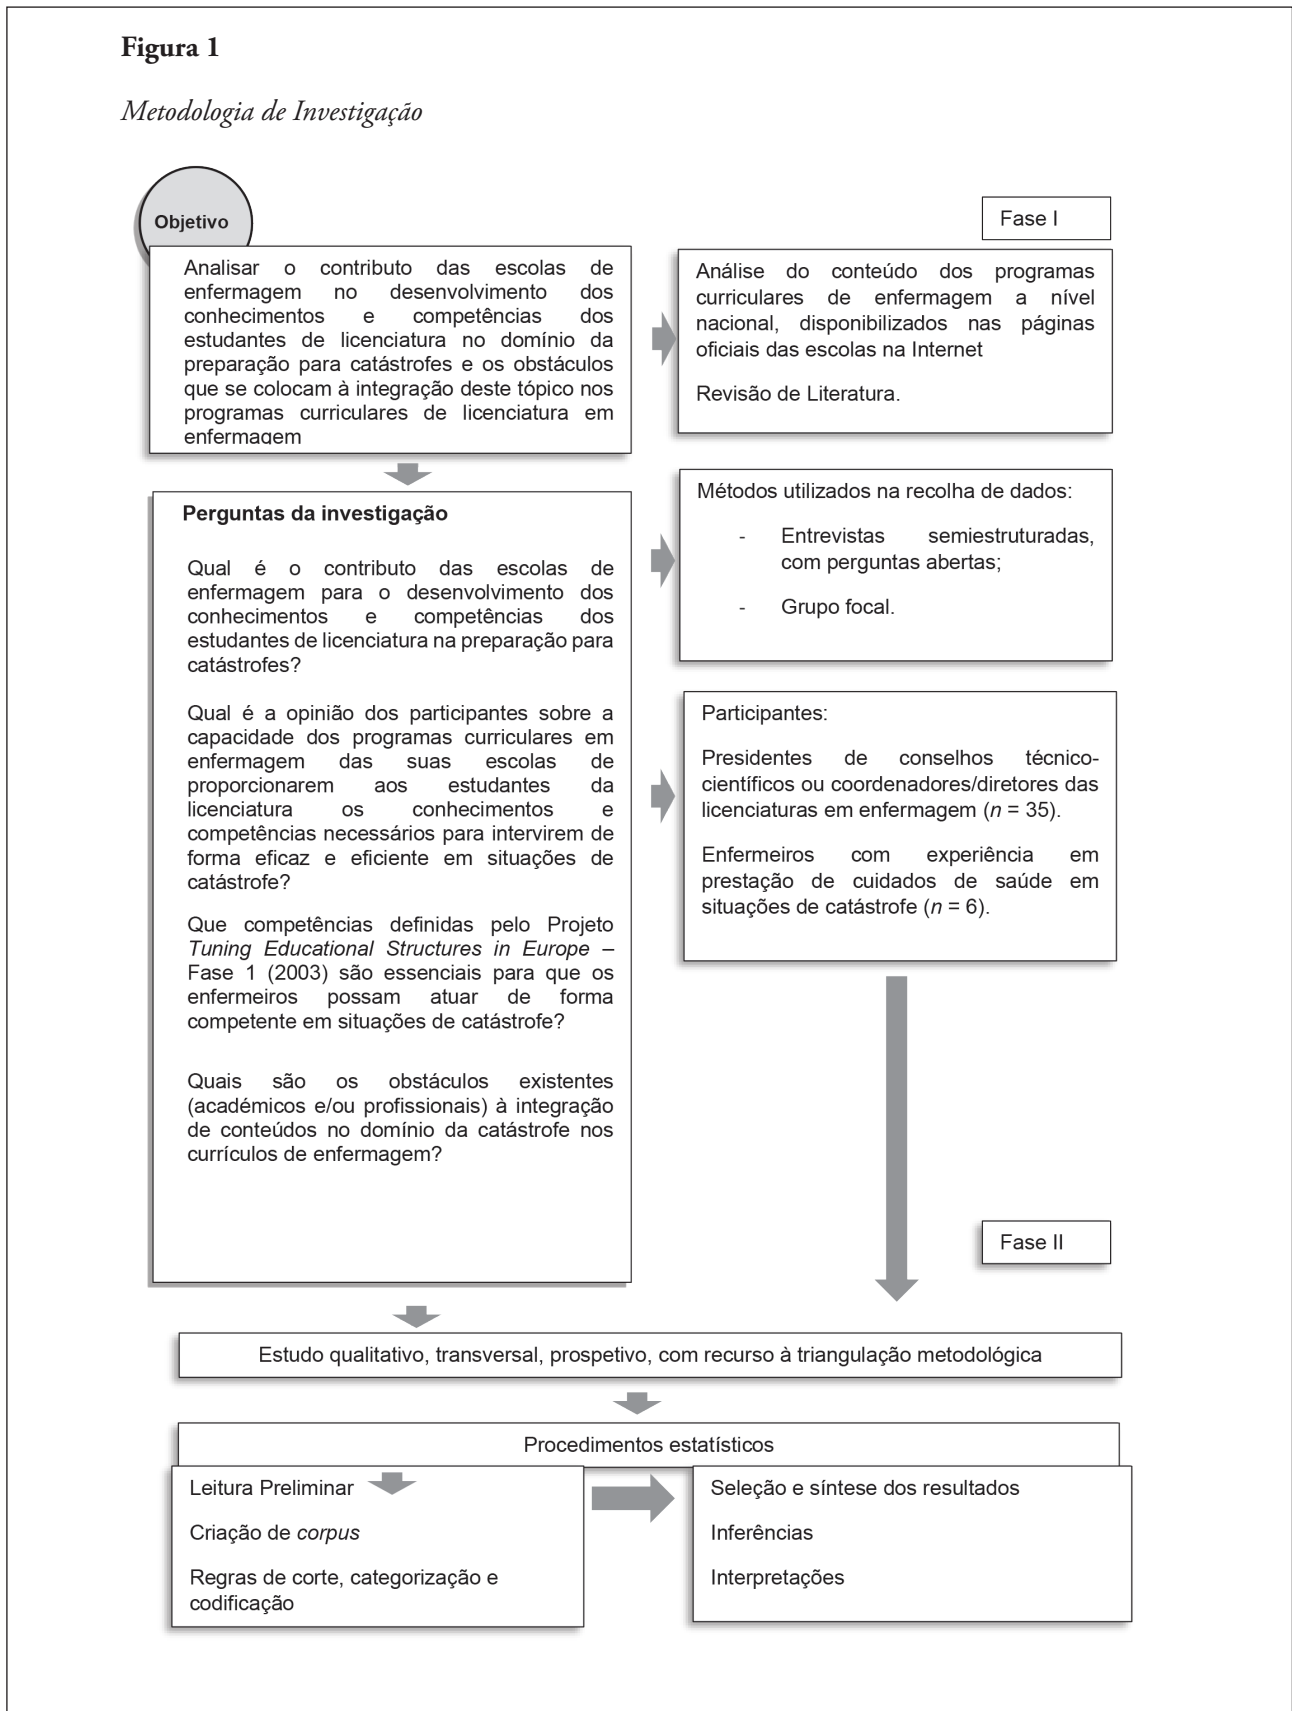 Figura 1
Metodologia de Investigação
Objetivo
Analisar o contributo das escolas de
enfermagem no desenvolvimento dos
conhecimentos e competências dos
estudantes de licenciatura no domínio da
preparação para catástrofes e os obstáculos
que se colocam à integração deste tópico nos
programas curriculares de licenciatura em
enfermagem
Fase I
Análise do conteúdo dos programas
curriculares de enfermagem a nível
nacional, disponibilizados nas páginas
oficiais das escolas na Internet
Revisão de Literatura.
Perguntas da investigação
Qual é o contributo das escolas de
enfermagem para o desenvolvimento dos
conhecimentos e competências dos
estudantes de licenciatura na preparação para
catástrofes?
Qual é a opinião dos participantes sobre a
capacidade dos programas curriculares em
enfermagem das suas escolas de
proporcionarem aos estudantes da
licenciatura os conhecimentos e
competências necessários para intervirem de
forma eficaz e eficiente em situações de
catástrofe?
Que competências definidas pelo Projeto
Tuning Educational Structures in Europe –
Fase 1 (2003) são essenciais para que os
enfermeiros possam atuar de forma
competente em situações de catástrofe?
Quais são os obstáculos existentes
(académicos e/ou profissionais) à integração
de conteúdos no domínio da catástrofe nos
currículos de enfermagem?
Métodos utilizados na recolha de dados:
- Entrevistas semiestruturadas,
com perguntas abertas;
- Grupo focal.
Participantes:
Presidentes de conselhos técnico-
científicos ou coordenadores/diretores das
licenciaturas em enfermagem (n = 35).
Enfermeiros com experiência em
prestação de cuidados de saúde em
situações de catástrofe (n = 6).
Fase II
Estudo qualitativo, transversal, prospetivo, com recurso à triangulação metodológica
Procedimentos estatísticos
Leitura Preliminar
Criação de corpus
Regras de corte, categorização e
codificação
Seleção e síntese dos resultados
Inferências
Interpretações